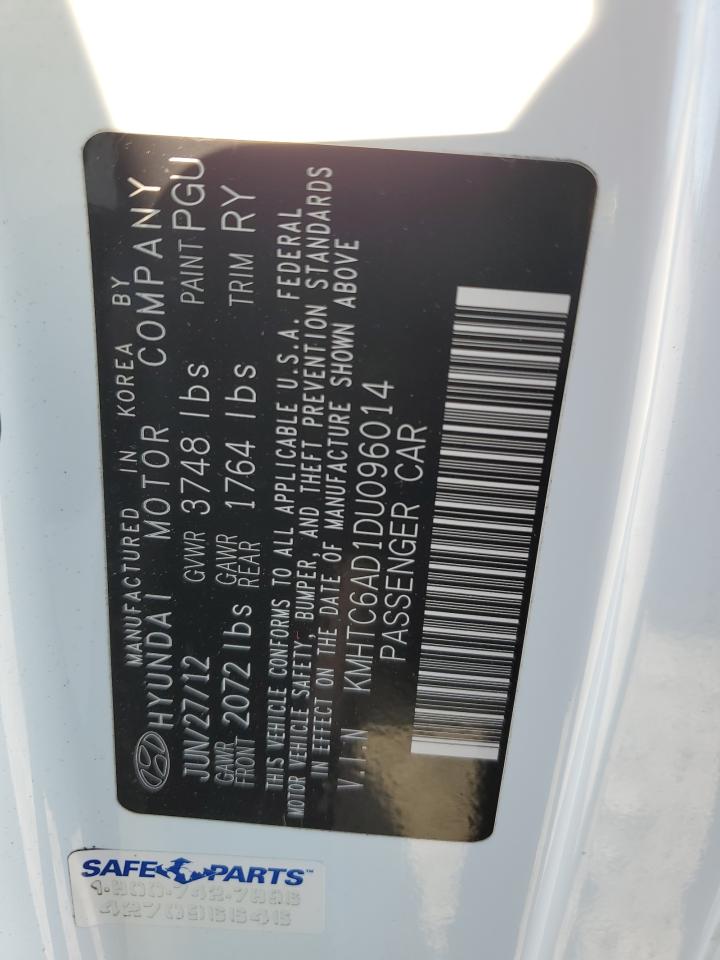 MANUFACTURED IN KOREA BY
HYUNDAI MOTOR COMPANY
JUN/27/12 GVWR 3748 lbs PAINT PGU
GAWR FRONT 2072 lbs GAWR REAR 1764 lbs TRIM RY
THIS VEHICLE CONFORMS TO ALL APPLICABLE U.S.A. FEDERAL
MOTOR VEHICLE SAFETY, BUMPER, AND THEFT PREVENTION STANDARDS
IN EFFECT ON THE DATE OF MANUFACTURE SHOWN ABOVE
V.I.N KMHTC6AD1DU096014
PASSENGER CAR
SAFE PARTS™